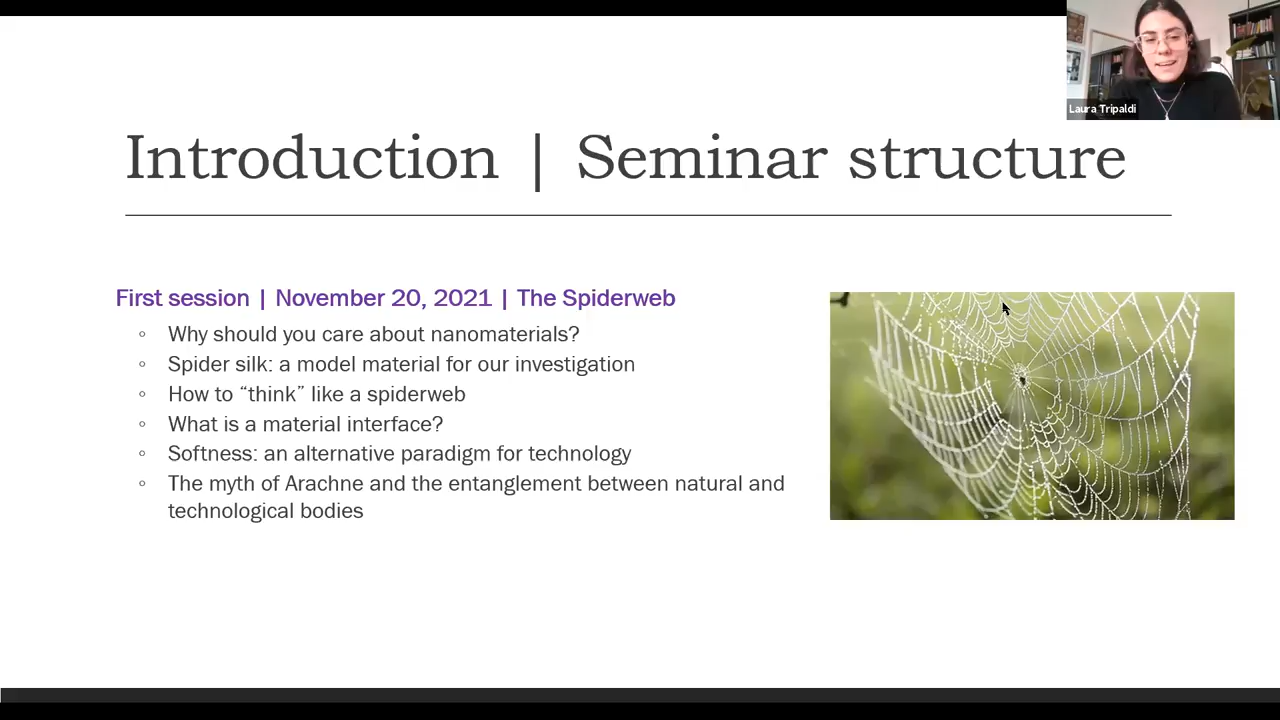 Laura Tripaldi
Introduction | Seminar structure
First session | November 20, 2021 | The Spiderweb
◦ Why should you care about nanomaterials?
◦ Spider silk: a model material for our investigation
◦ How to “think” like a spiderweb
◦ What is a material interface?
◦ Softness: an alternative paradigm for technology
◦ The myth of Arachne and the entanglement between natural and
technological bodies